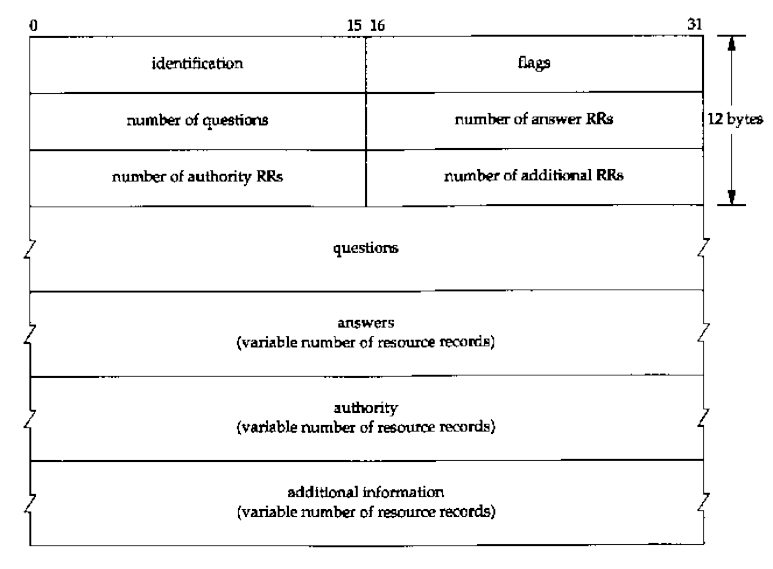 0 15 16 31
identification flags
number of questions number of answer RRs 12 bytes
number of authority RRs number of additional RRs
questions
answers
(variable number of resource records)
authority
(variable number of resource records)
additional information
(variable number of resource records)